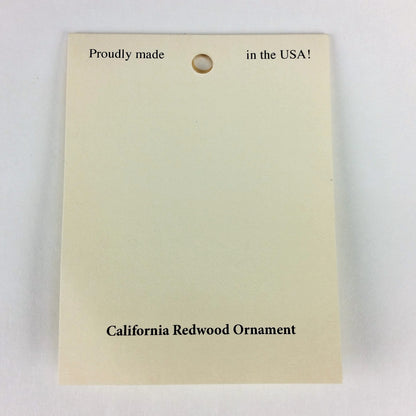 Proudly made in the USA!
California Redwood Ornament